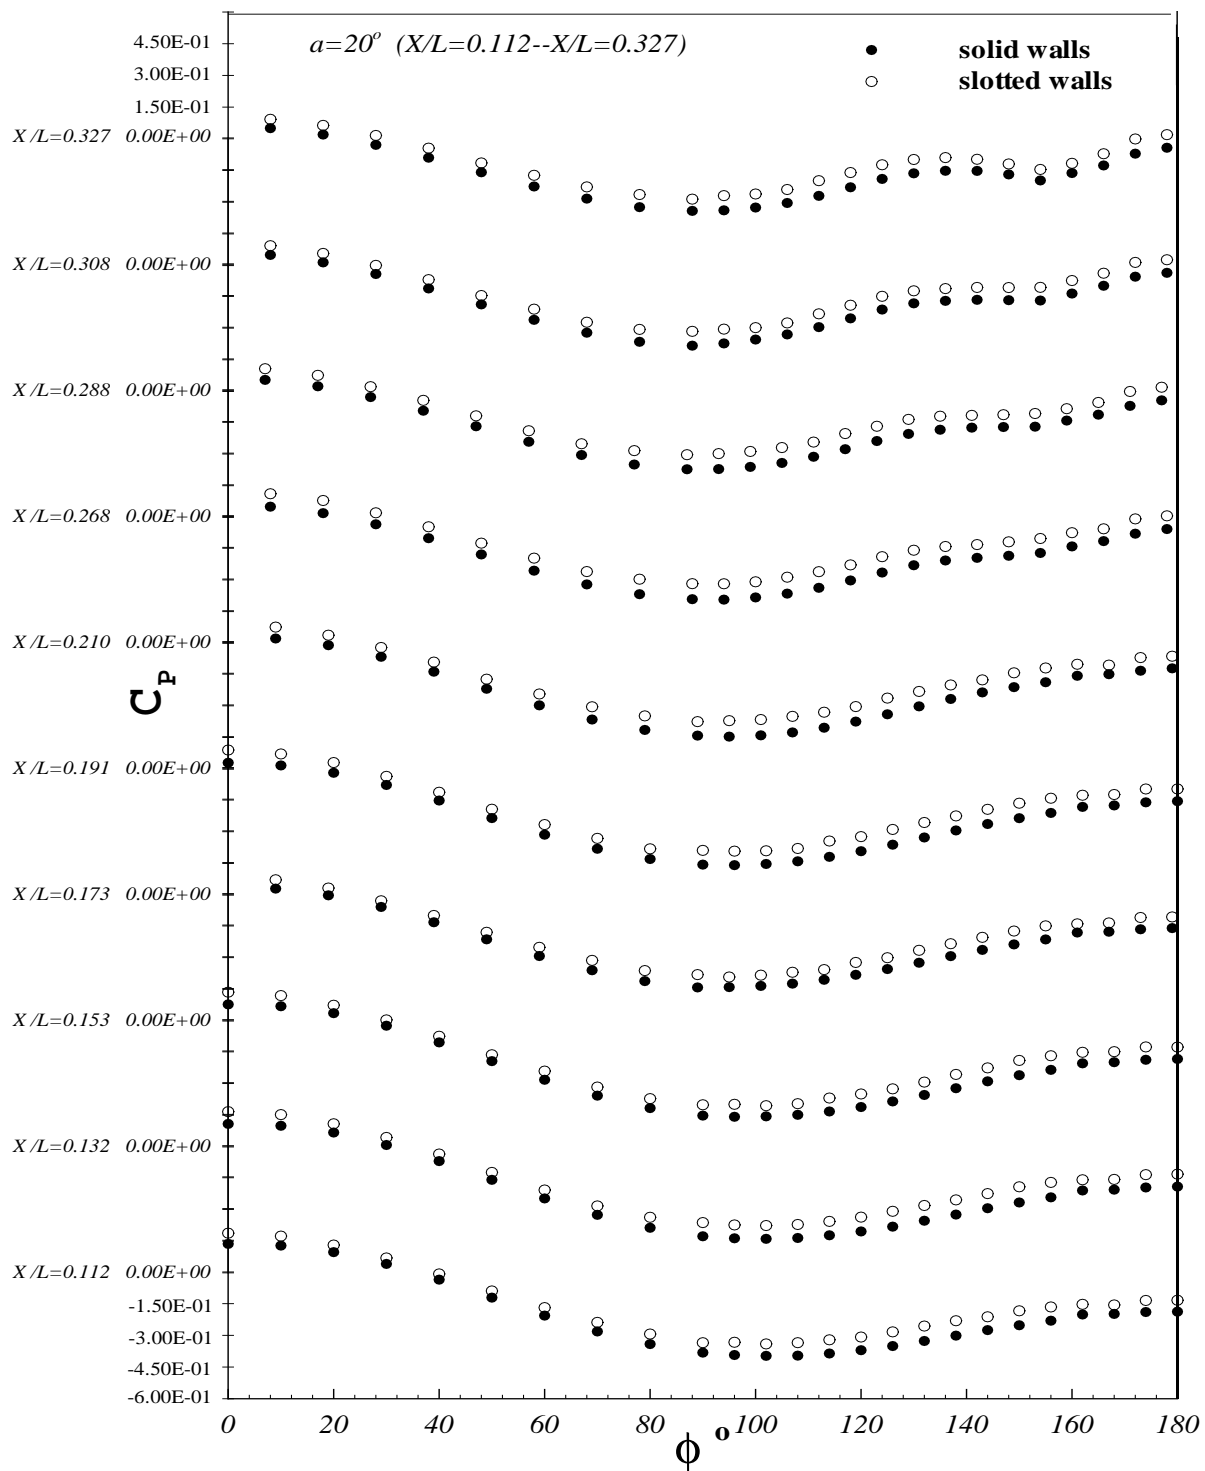 4.50E-01
a=20° (X/L=0.112--X/L=0.327)
solid walls
3.00E-01
slotted walls
1.50E-01
X/L=0.327 0.00E+00
X/L=0.308 0.00E+00
X/L=0.288 0.00E+00
X/L=0.268 0.00E+00
X/L=0.210 0.00E+00
CP
X/L=0.191 0.00E+00
X/L=0.173 0.00E+00
X/L=0.153 0.00E+00
X/L=0.132 0.00E+00
X/L=0.112 0.00E+00
-1.50E-01
-3.00E-01
-4.50E-01
-6.00E-01
0 20 40 60 80 100 120 140 160 180
ϕ °